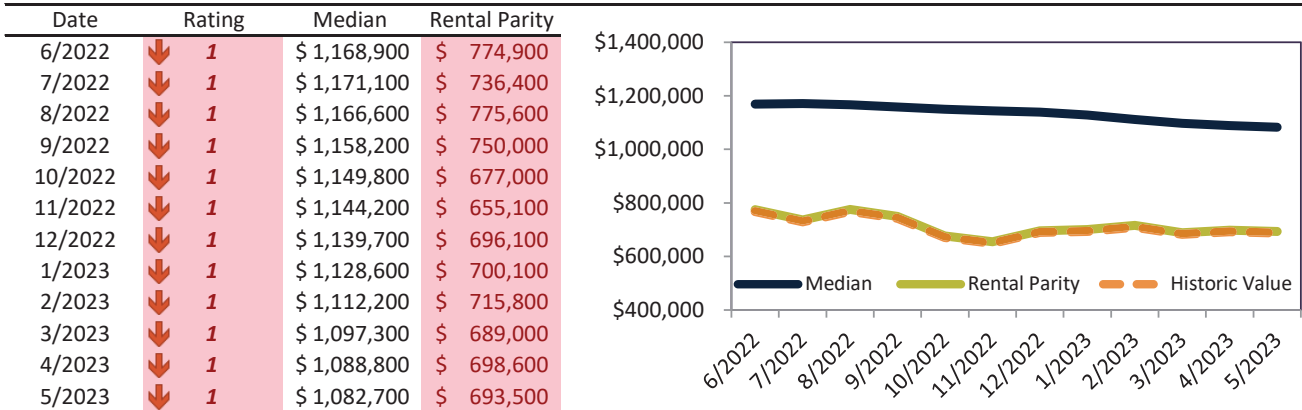 Date Rating Median Rental Parity
6/2022 1 $ 1,168,900 $ 774,900
7/2022 1 $ 1,171,100 $ 736,400
8/2022 1 $ 1,166,600 $ 775,600
9/2022 1 $ 1,158,200 $ 750,000
10/2022 1 $ 1,149,800 $ 677,000
11/2022 1 $ 1,144,200 $ 655,100
12/2022 1 $ 1,139,700 $ 696,100
1/2023 1 $ 1,128,600 $ 700,100
2/2023 1 $ 1,112,200 $ 715,800
3/2023 1 $ 1,097,300 $ 689,000
4/2023 1 $ 1,088,800 $ 698,600
5/2023 1 $ 1,082,700 $ 693,500
$1,400,000
$1,200,000
$1,000,000
$800,000
$600,000
$400,000
Median Rental Parity Historic Value
6/2022 7/2022 8/2022 9/2022 10/2022 11/2022 12/2022 1/2023 2/2023 3/2023 4/2023 5/2023